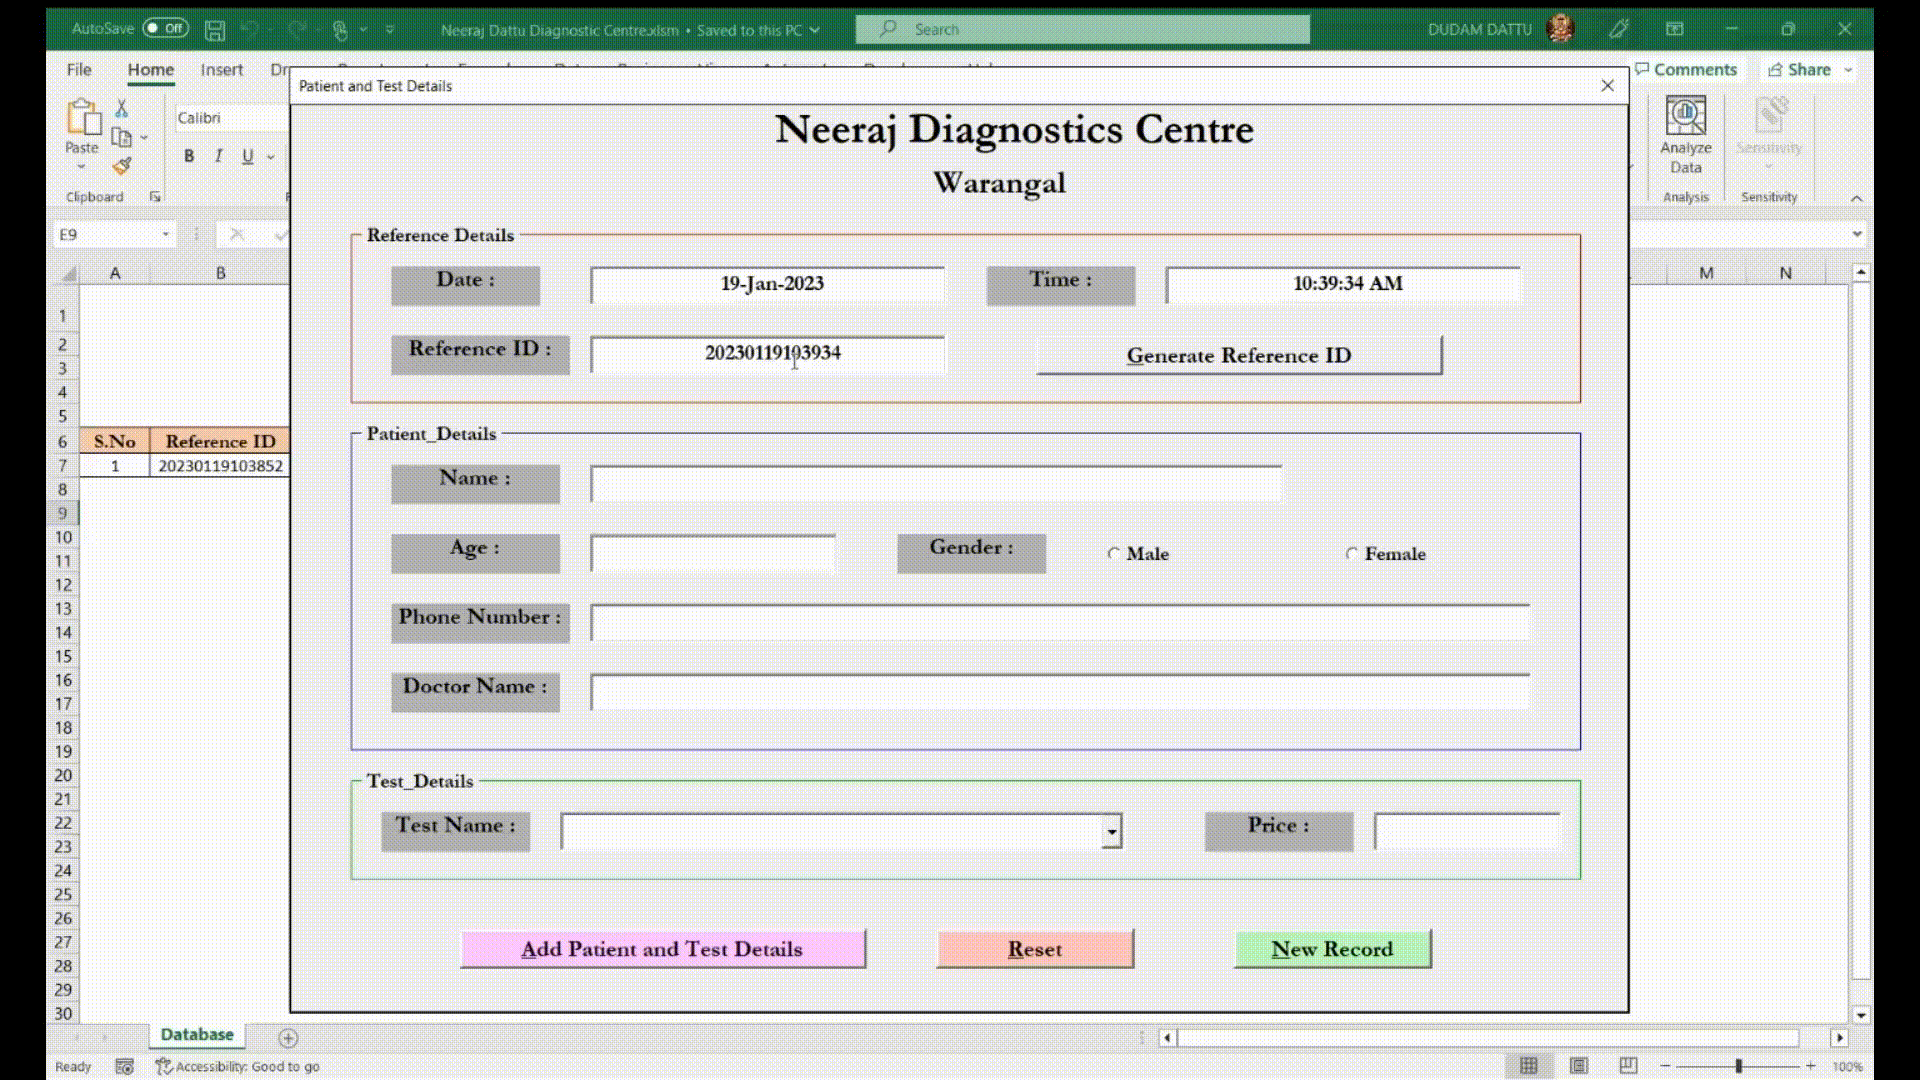 AutoSave Off Neeraj Dattu Diagnostic Centre.xlsm • Saved to this PC Search DUDAM DATTU
File Home Insert Comments Share
Patient and Test Details
Calibri
Paste B I U
Clipboard
Analyze Data
Analysis
Sensitivity
Sensitivity
E9
A B M N
Neeraj Diagnostics Centre
Warangal
Reference Details
Date : 19-Jan-2023 Time : 10:39:34 AM
Reference ID : 20230119103934 Generate Reference ID
Patient_Details
Name :
Age : Gender : Male Female
Phone Number :
Doctor Name :
Test_Details
Test Name : Price :
Add Patient and Test Details Reset New Record
1
2
3
4
5
6 S.No Reference ID
7 1 20230119103852
8
9
10
11
12
13
14
15
16
17
18
19
20
21
22
23
24
25
26
27
28
29
30
Database
Ready Accessibility: Good to go 100%